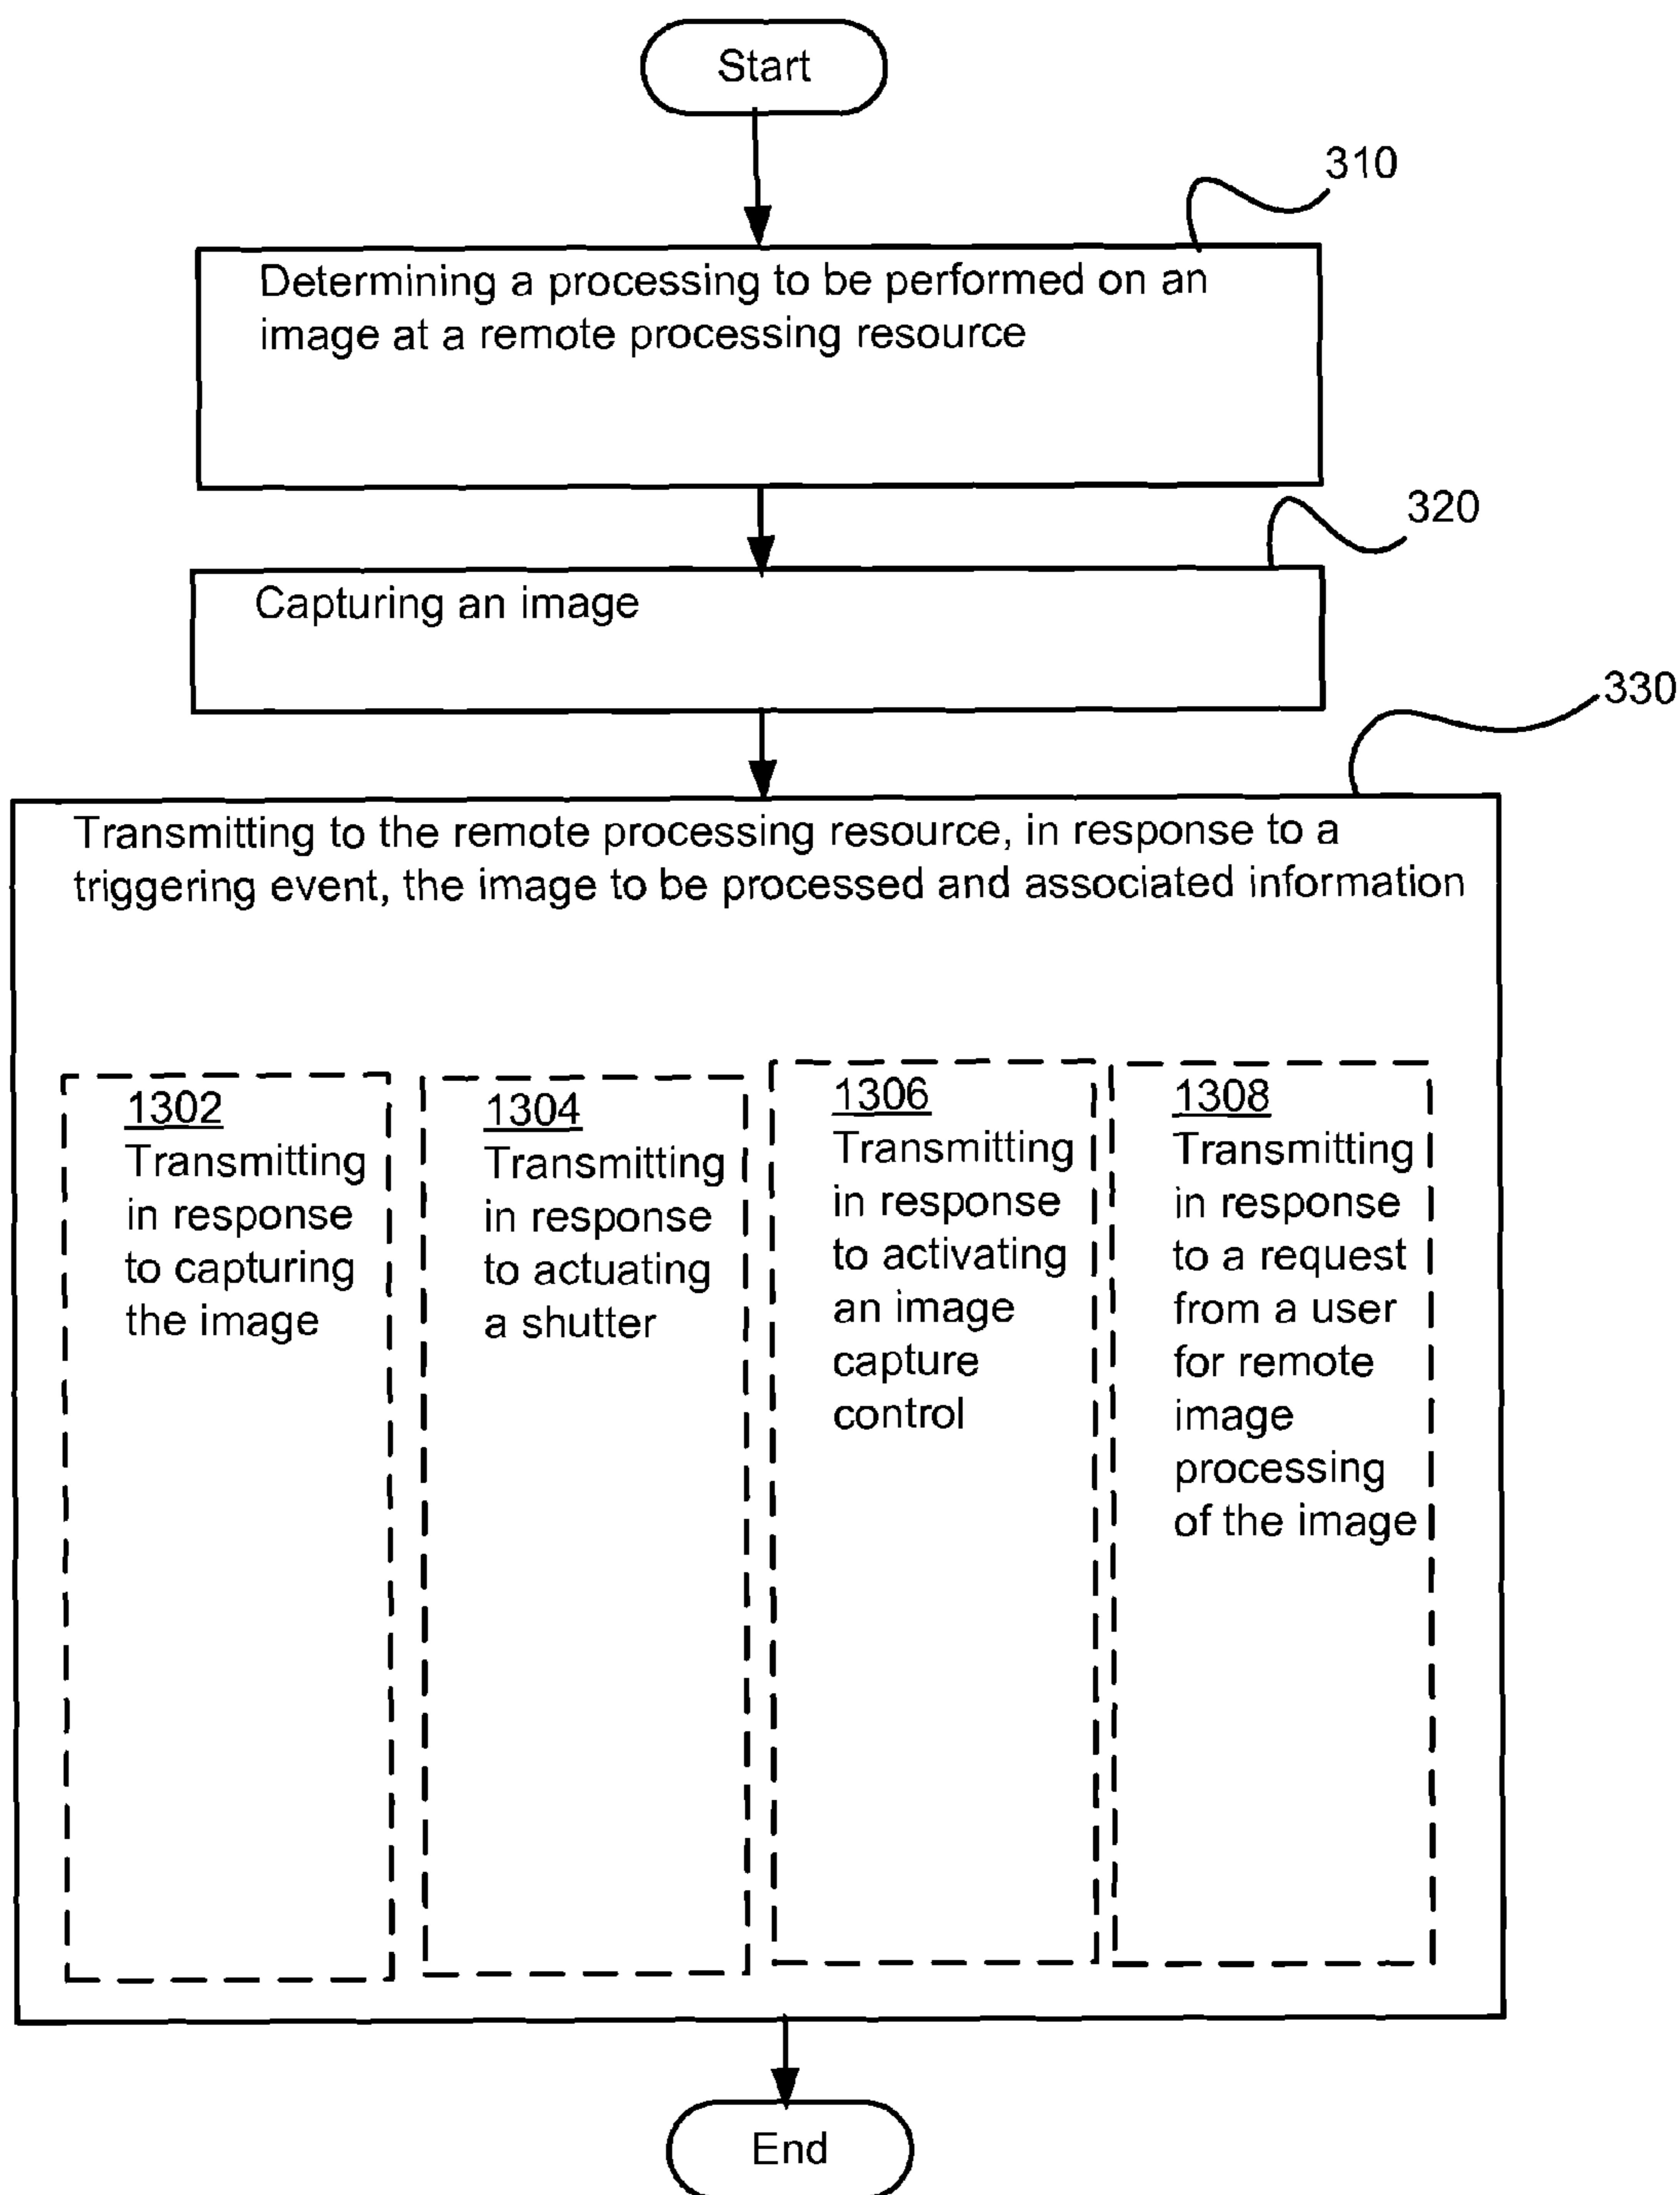 Start
310
Determining a processing to be performed on an
image at a remote processing resource
320
Capturing an image
330
Transmitting to the remote processing resource, in response to a
triggering event, the image to be processed and associated information
1302
Transmitting
in response
to capturing
the image
1304
Transmitting
in response
to actuating
a shutter
1306
Transmitting
in response
to activating
an image
capture
control
1308
Transmitting
in response
to a request
from a user
for remote
image
processing
of the image
End